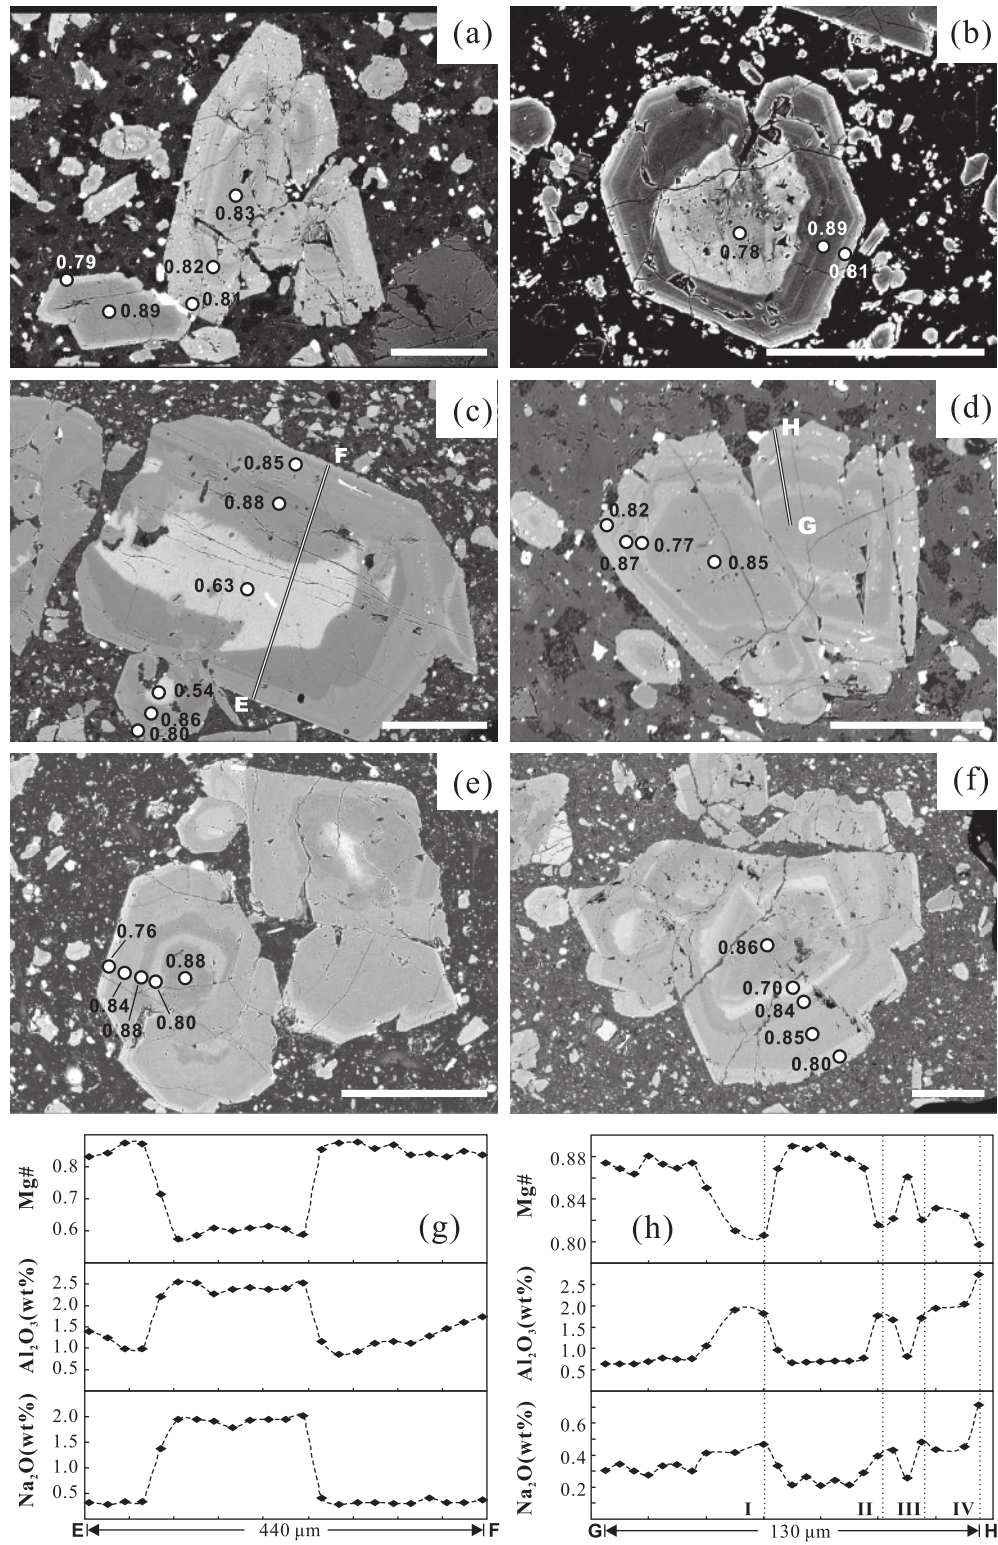 (a)
0.83
0.82
0.79
0.81
0.89
(b)
0.89
0.78
0.81
(c)
F
0.85
0.88
0.63
E
0.54
0.86
0.80
(d)
H
0.82
G
0.77
0.87
0.85
(e)
0.76
0.88
0.84
0.80
0.88
(f)
0.86
0.70
0.84
0.85
0.80
(g)
Mg#
0.8
0.7
0.6
Al₂O₃(wt%)
2.5
2.0
1.5
1.0
0.5
Na₂O(wt%)
2.0
1.5
1.0
0.5
E 440 μm F
(h)
Mg#
0.88
0.84
0.80
Al₂O₃(wt%)
2.5
2.0
1.5
1.0
0.5
Na₂O(wt%)
0.6
0.4
0.2
I II III IV
G 130 μm H